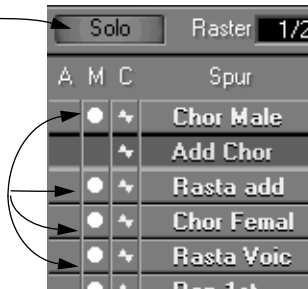 Solo Raster 1/2
A M C Spur
Chor Male
Add Chor
Rasta add
Chor Femal
Rasta Voic